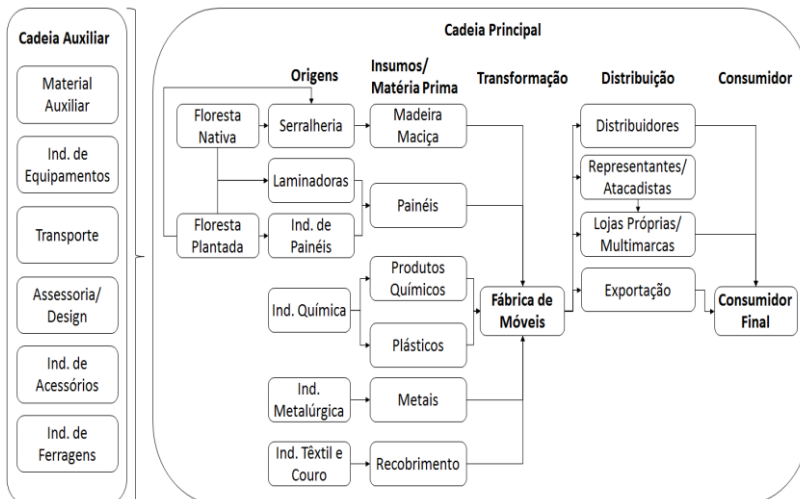 Cadeia Auxiliar
Material
Auxiliar
Ind. de
Equipamentos
Transporte
Assessoria/
Design
Ind. de
Acessórios
Ind. de
Ferragens
Cadeia Principal
Origens
Insumos/
Matéria Prima
Transformação
Distribuição
Consumidor
Floresta
Nativa
Serralheria
Madeira
Maciça
Distribuidores
Laminadoras
Representantes/
Atacadistas
Painéis
Floresta
Plantada
Ind. de
Painéis
Lojas Próprias/
Multimarcas
Produtos
Químicos
Ind. Química
Fábrica de
Móveis
Exportação
Consumidor
Final
Plásticos
Ind.
Metalúrgica
Metais
Ind. Têxtil e
Couro
Recobrimento